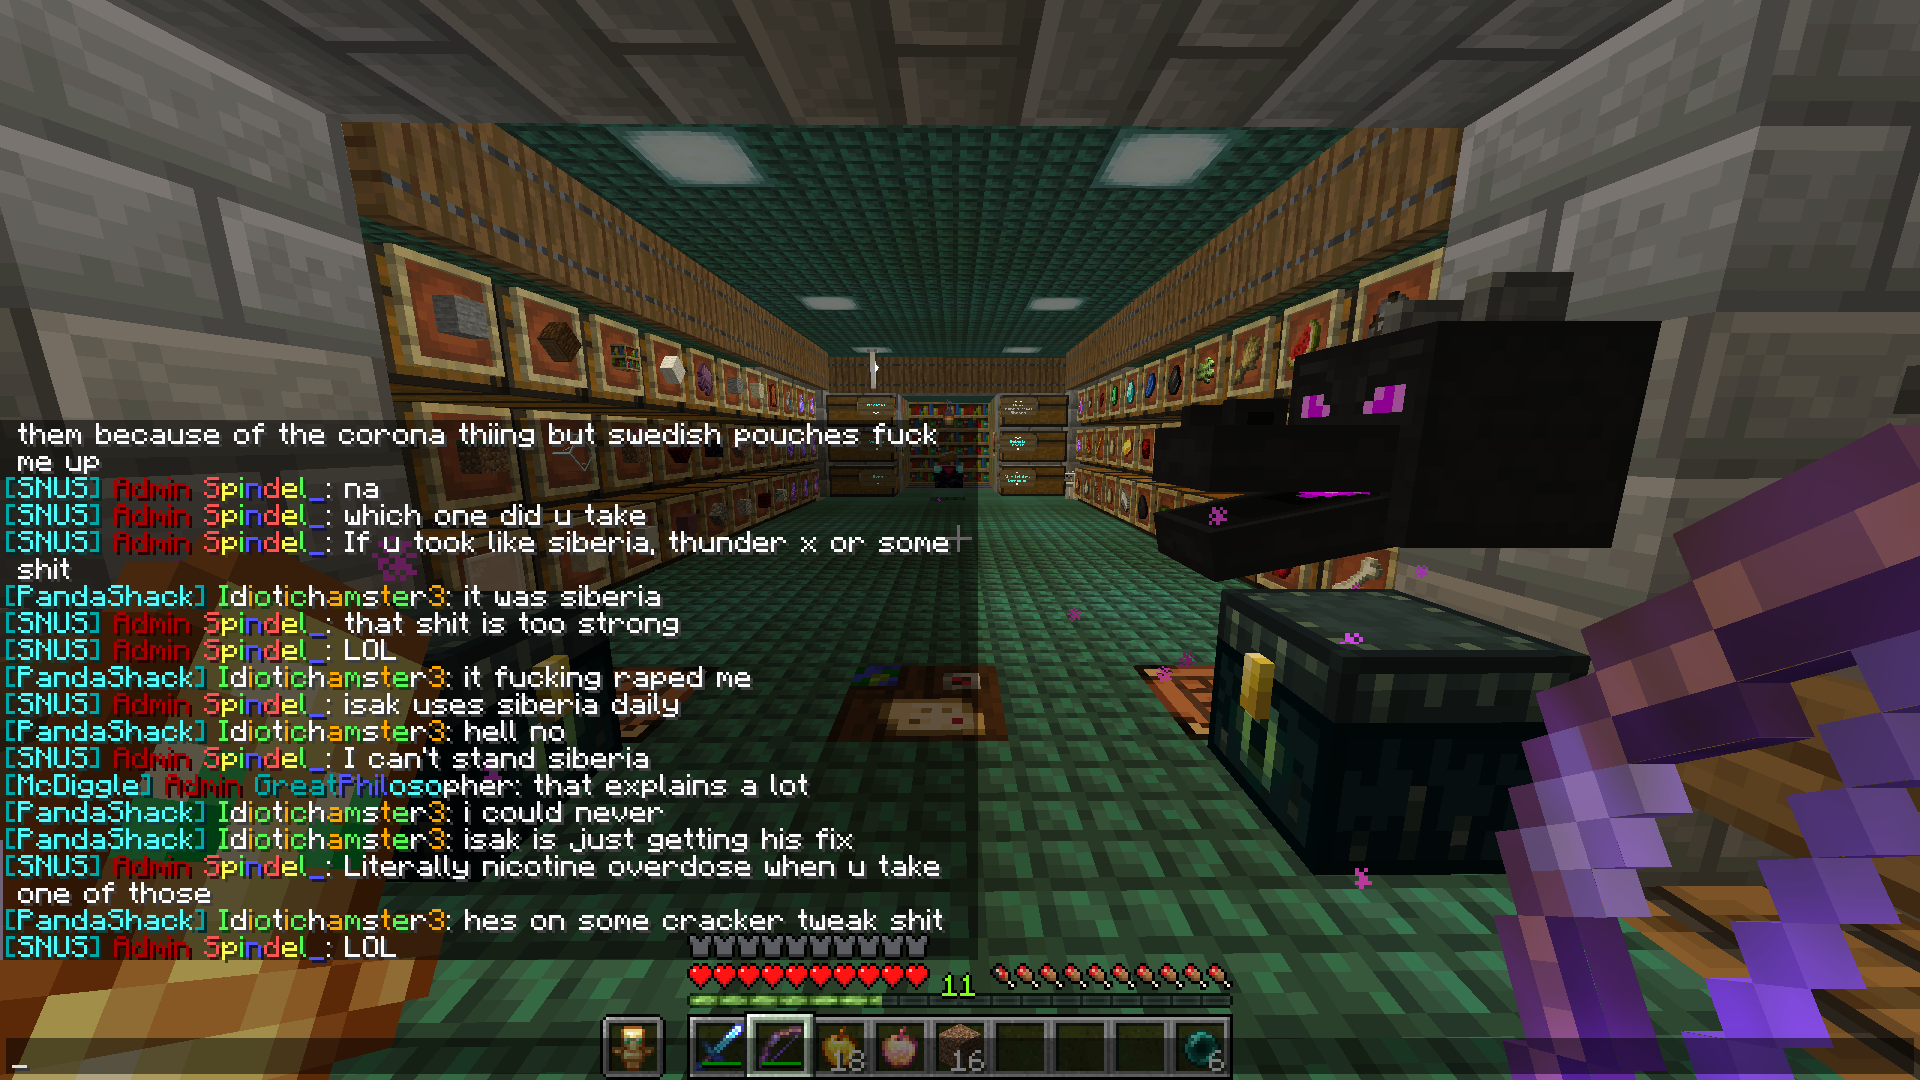 them because of the corona thiing but swedish pouches fuck
me up
[SNUS] Admin Spindel_: na
[SNUS] Admin Spindel_: which one did u take
[SNUS] Admin Spindel_: If u took like siberia, thunder x or some
shit
[PandaShack] Idiotichamster3: it was siberia
[SNUS] Admin Spindel_: that shit is too strong
[SNUS] Admin Spindel_: LOL
[PandaShack] Idiotichamster3: it fucking raped me
[SNUS] Admin Spindel_: isak uses siberia daily
[PandaShack] Idiotichamster3: hell no
[SNUS] Admin Spindel_: I can't stand siberia
[McDiggle] Admin GreatPhilosopher: that explains a lot
[PandaShack] Idiotichamster3: i could never
[PandaShack] Idiotichamster3: isak is just getting his fix
[SNUS] Admin Spindel_: Literally nicotine overdose when u take
one of those
[PandaShack] Idiotichamster3: hes on some cracker tweak shit
[SNUS] Admin Spindel_: LOL
11
18 16 6
_